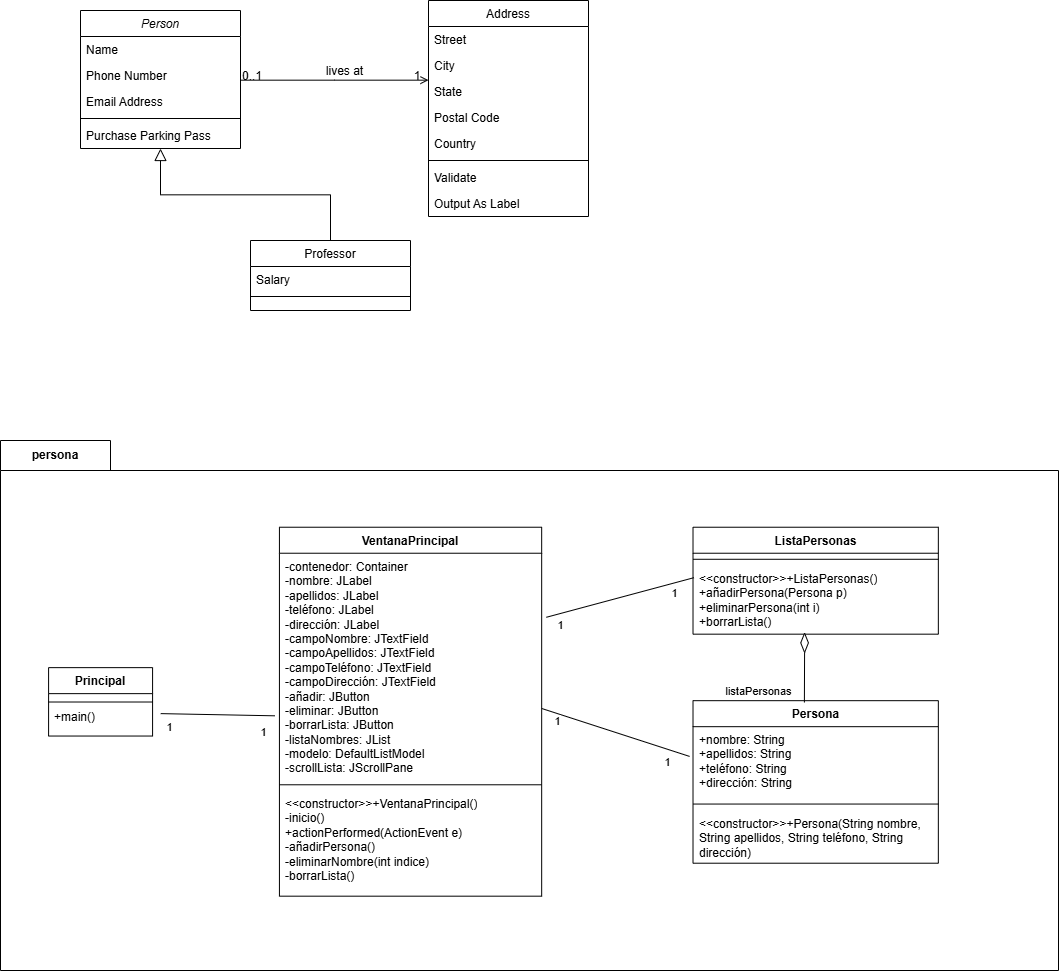 Person
Name
Phone Number
Email Address
Purchase Parking Pass
0..1
lives at
1
Address
Street
City
State
Postal Code
Country
Validate
Output As Label
Professor
Salary
persona
Principal
+main()
1
1
VentanaPrincipal
-contenedor: Container
-nombre: JLabel
-apellidos: JLabel
-teléfono: JLabel
-dirección: JLabel
-campoNombre: JTextField
-campoApellidos: JTextField
-campoTeléfono: JTextField
-campoDirección: JTextField
-añadir: JButton
-eliminar: JButton
-borrarLista: JButton
-listaNombres: JList
-modelo: DefaultListModel
-scrollLista: JScrollPane
<<constructor>>+VentanaPrincipal()
-inicio()
+actionPerformed(ActionEvent e)
-añadirPersona()
-eliminarNombre(int indice)
-borrarLista()
1
1
1
1
ListaPersonas
<<constructor>>+ListaPersonas()
+añadirPersona(Persona p)
+eliminarPersona(int i)
+borrarLista()
listaPersonas
Persona
+nombre: String
+apellidos: String
+teléfono: String
+dirección: String
<<constructor>>+Persona(String nombre,
String apellidos, String teléfono, String
dirección)